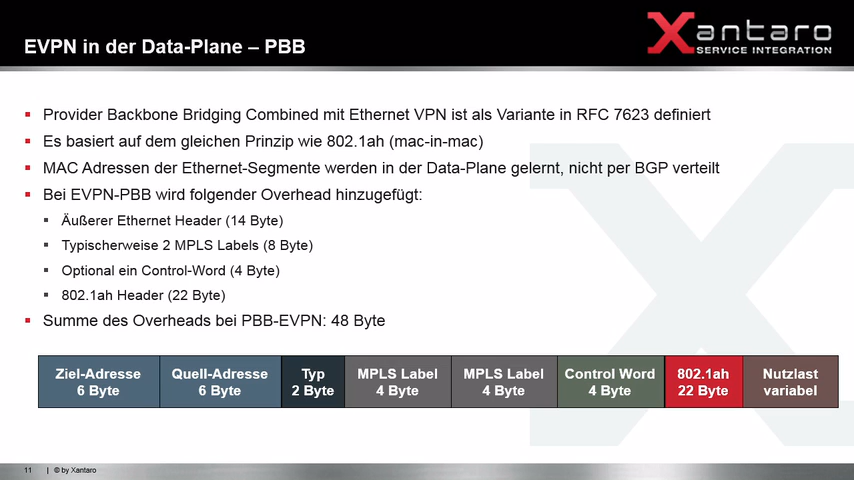 EVPN in der Data-Plane – PBB
Xantaro
SERVICE INTEGRATION
Provider Backbone Bridging Combined mit Ethernet VPN ist als Variante in RFC 7623 definiert
Es basiert auf dem gleichen Prinzip wie 802.1ah (mac-in-mac)
MAC Adressen der Ethernet-Segmente werden in der Data-Plane gelernt, nicht per BGP verteilt
Bei EVPN-PBB wird folgender Overhead hinzugefügt:
Äußerer Ethernet Header (14 Byte)
Typischerweise 2 MPLS Labels (8 Byte)
Optional ein Control-Word (4 Byte)
802.1ah Header (22 Byte)
Summe des Overheads bei PBB-EVPN: 48 Byte
Ziel-Adresse
6 Byte
Quell-Adresse
6 Byte
Typ
2 Byte
MPLS Label
4 Byte
MPLS Label
4 Byte
Control Word
4 Byte
802.1ah
22 Byte
Nutzlast
variabel
11 | © by Xantaro